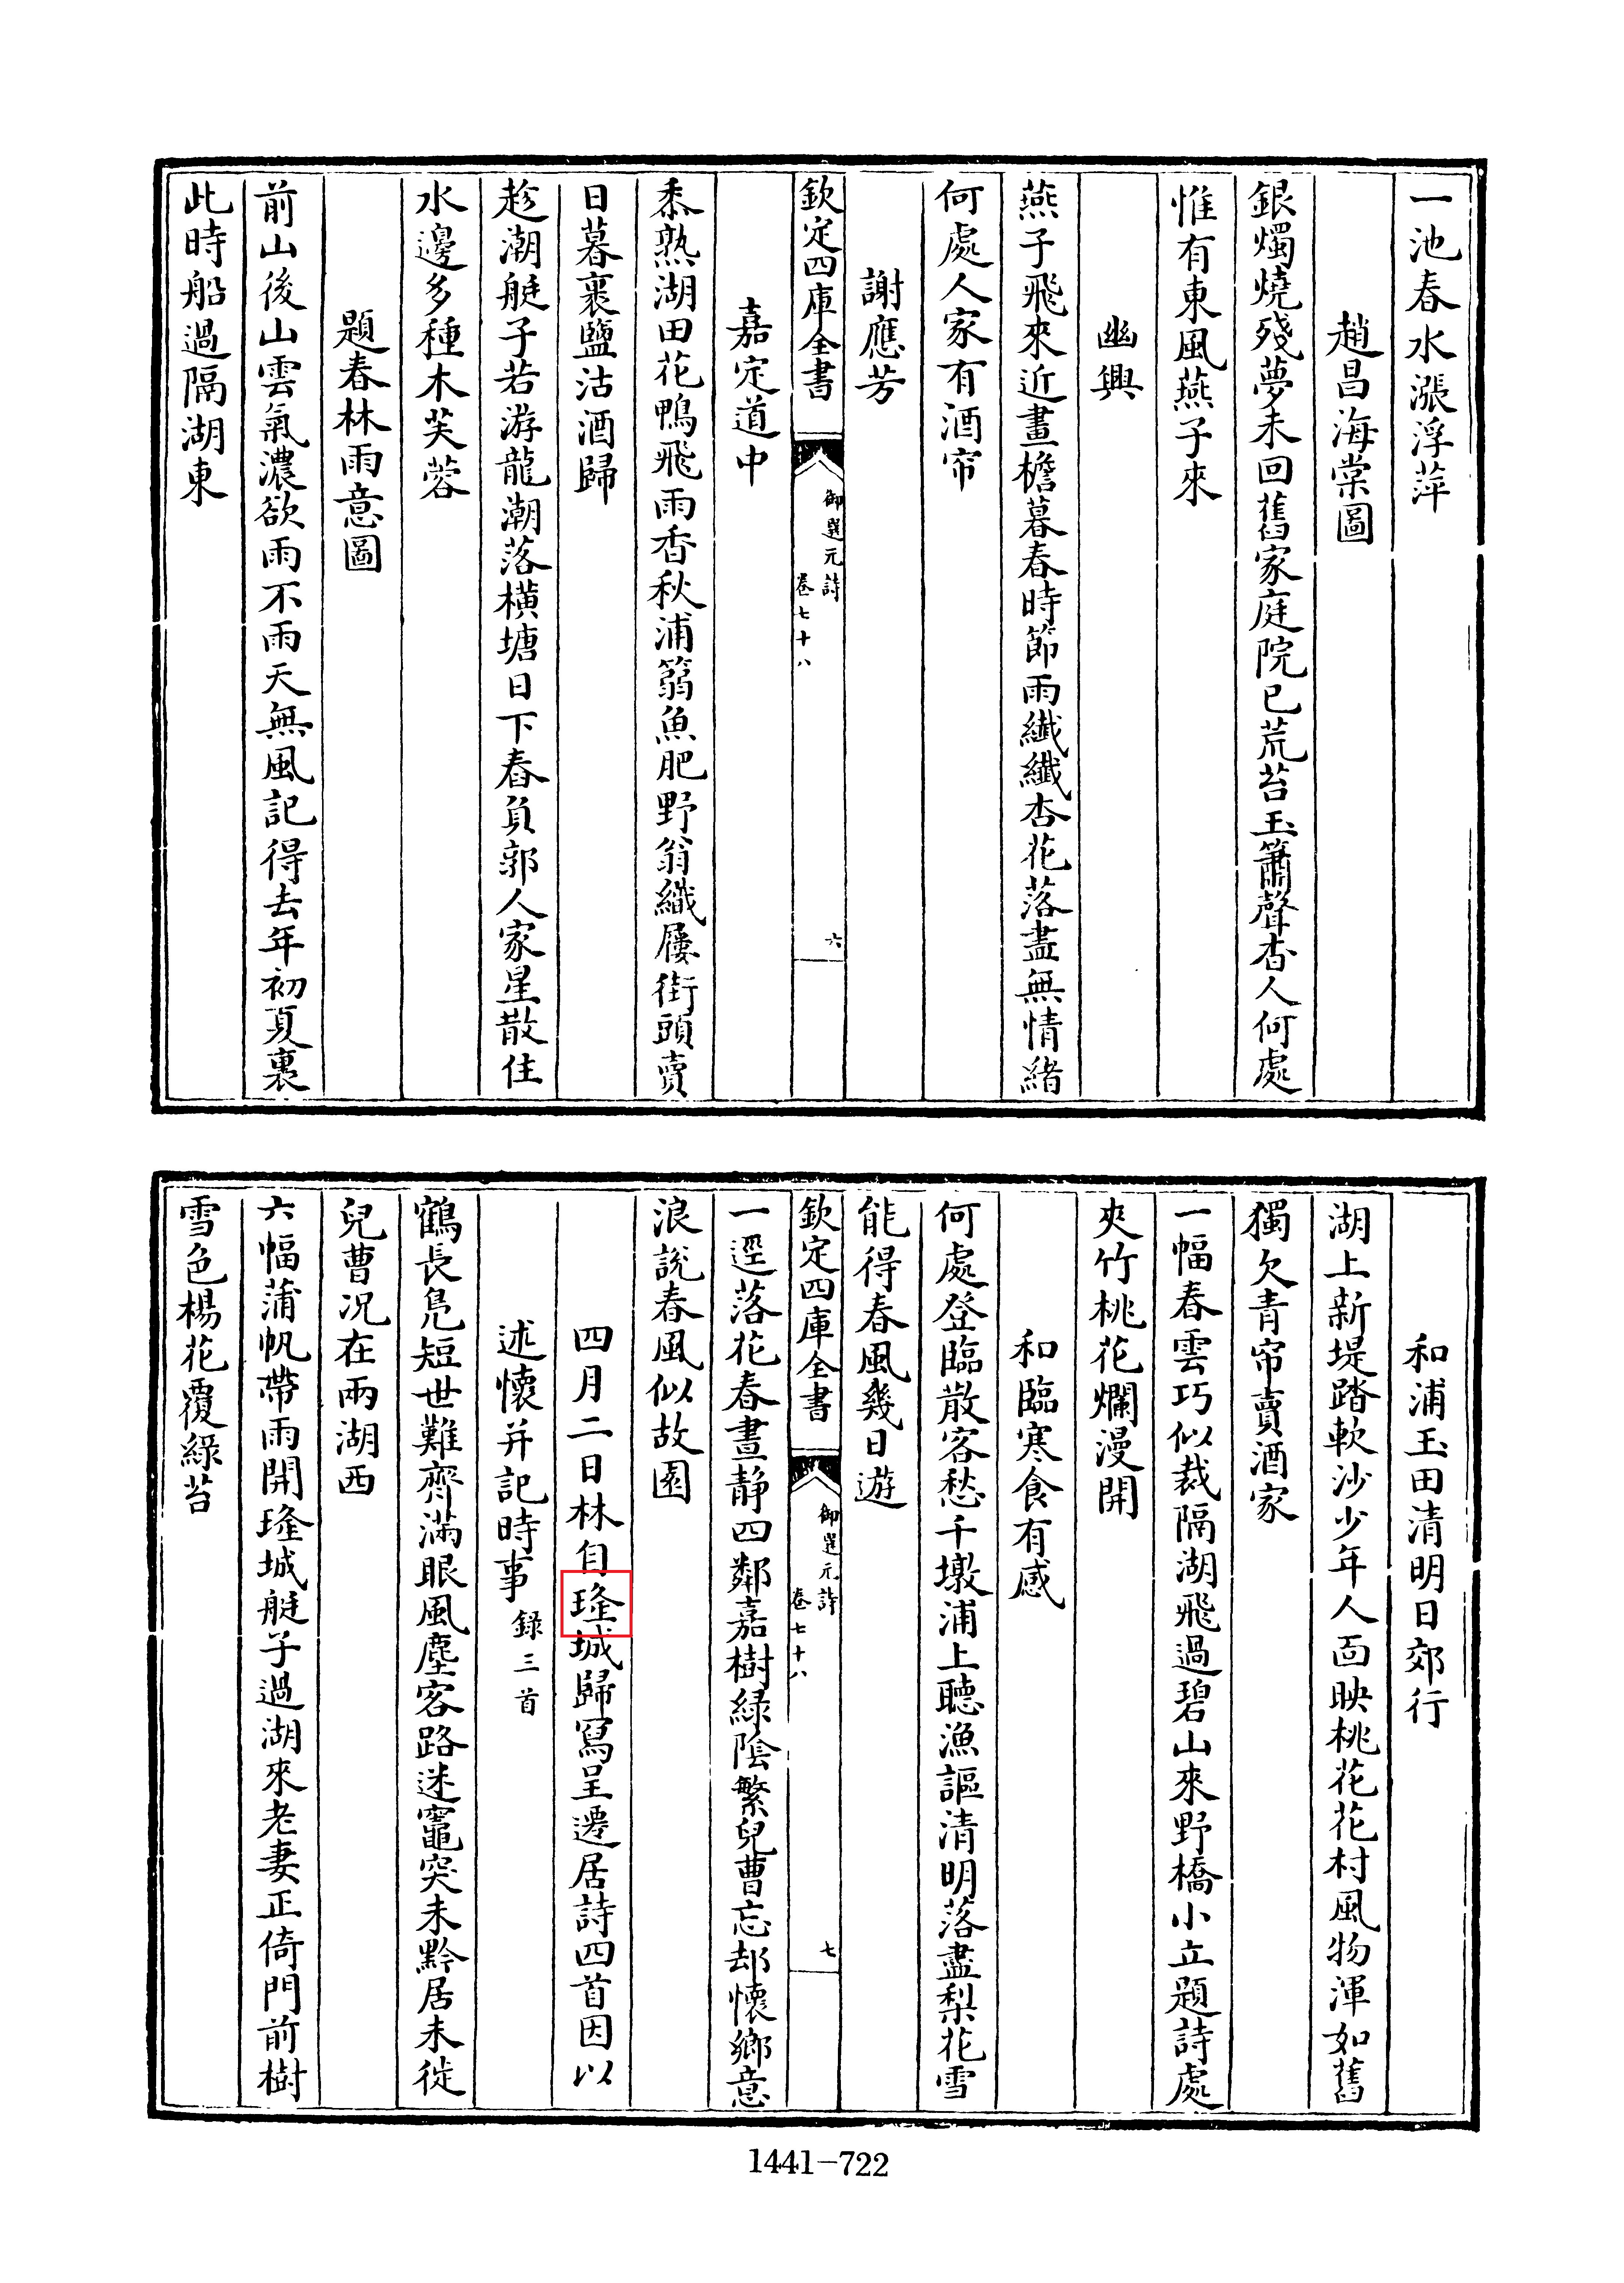 一池春水漲浮萍
趙昌海棠圖
銀燭燒殘夢未回舊家庭院已荒苔玉簫聲杳人何處
惟有東風燕子來
幽興
燕子飛來近畫檐暮春時節雨纖纖杏花落盡無情緒
何處人家有酒帘
謝應芳
欽定四庫全書
御選元詩
卷七十八
六
嘉定道中
黍熟湖田花鴨飛雨香秋浦蒻魚肥野翁織屨街頭賣
日暮裹鹽沽酒歸
趁潮艇子若游龍潮落橫塘日下舂負郭人家星散住
水邊多種木芙蓉
題春林雨意圖
前山後山雲氣濃欲雨不雨天無風記得去年初夏裏
此時船過隔湖東
和浦玉田清明日郊行
湖上新堤踏軟沙少年人面映桃花花村風物渾如舊
獨欠青帘賣酒家
一幅春雲巧似裁隔湖飛過碧山來野橋小立題詩處
夾竹桃花爛漫開
和臨寒食有感
何處登臨散客愁千墩浦上聽漁謳清明落盡梨花雪
能得春風幾日遊
欽定四庫全書
御選元詩
卷七十八
七
一逕落花春晝静四鄰嘉樹綠陰繁兒曹忘却懷鄉意
浪說春風似故園
四月二日林自城歸寫呈遷居詩四首因以
述懷并記時事錄三首
鶴長鳧短世難齊滿眼風塵客路迷竈突未黔居未徙
兒曹况在兩湖西
六幅蒲帆帶雨開城艇子過湖來老妻正倚門前樹
雪色楊花覆綠苔
1441-722